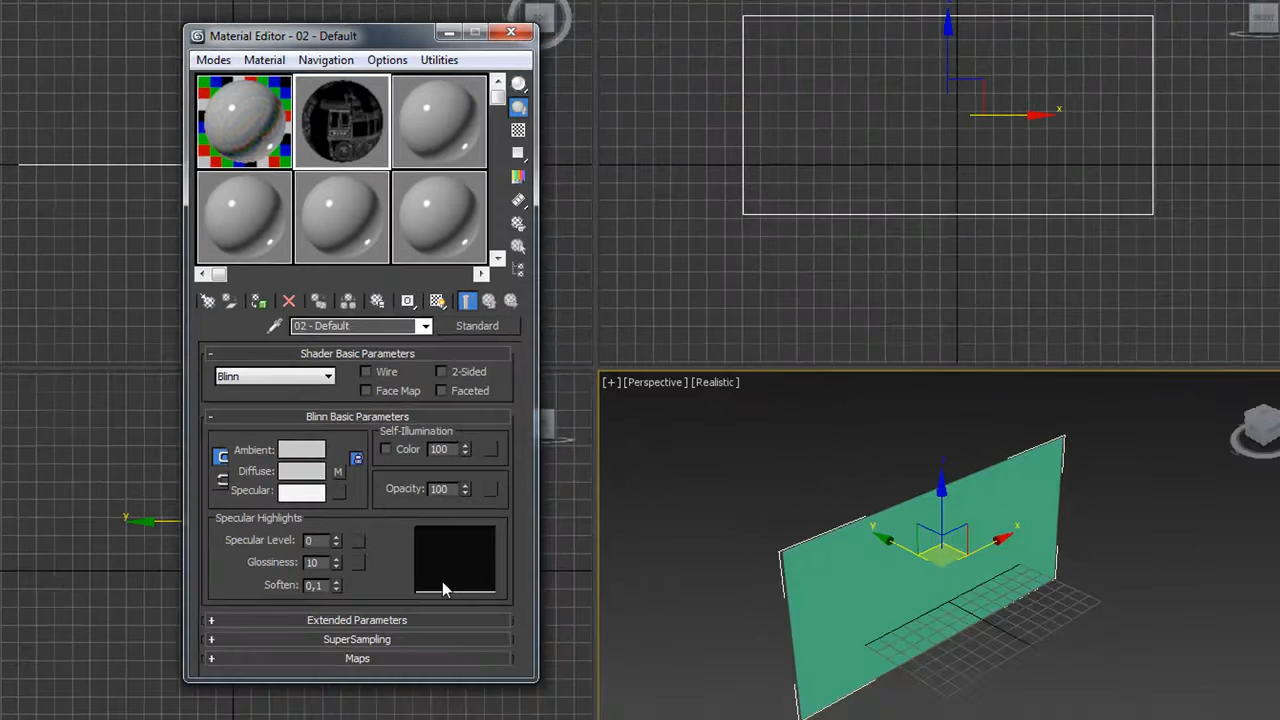 Material Editor - 02 - Default
Modes Material Navigation Options Utilities
02 - Default Standard
- Shader Basic Parameters
Blinn Wire 2-Sided
Face Map Faceted
- Blinn Basic Parameters
Self-Illumination
Ambient: Color 100
Diffuse: M
Specular: Opacity: 100
Specular Highlights
Specular Level: 0
Glossiness: 10
Soften: 0,1
+ Extended Parameters
+ SuperSampling
+ Maps
x
[+] [Perspective] [Realistic]
y
y x